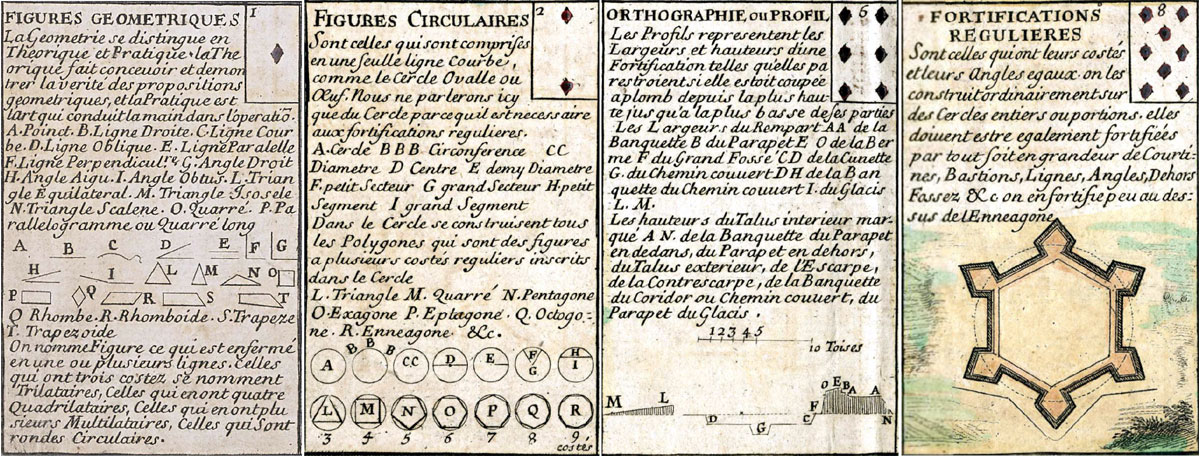 FIGURES GEOMETRIQUES
1
La Geometrie se distingue en
Theorique et Pratique. la The
orique fait concevoir et demon
trer la verite des propositions
geometriques, et la Pratique est
lart qui conduit la main dans l'operatiõ.
A. Poinct. B. Ligne Droite. C. Ligne Cour
be. D. Ligne Oblique. E. Ligne Paralelle
F. Ligne Perpendicul.re G. Angle Droit
H. Angle Aigu. I. Angle Obtus. L. Trian
gle Equilateral. M. Triangle Isosele
N. Triangle Scalene. O. Quarré. P. Pa
rallelogramme ou Quarré long
A B C D E F G
H I L M N O
P Q R S T
Q Rhombe. R. Rhomboide. S. Trapeze
T. Trapezoide
On nomme Figure ce qui est enfermé
en une ou plusieurs lignes. Celles
qui ont trois costez se nomment
Trilataires, Celles qui en ont quatre
Quadrilataires, Celles qui en ont plu
sieurs Multilataires, Celles qui Sont
rondes Circulaires.
FIGURES CIRCULAIRES
2
Sont celles qui sont comprises
en une seulle ligne Courbe,
comme le Cercle Ovalle ou
Œuf. Nous ne parlerons icy
que du Cercle parce qu il est necessaire
aux fortifications regulieres.
A. Cercle BBB. Circonference CC
Diametre D Centre E demy Diametre
F. petit Secteur G grand Secteur H. petit
Segment I grand Segment
Dans le Cercle se construisent tous
les Polygones qui sont des figures
a plusieurs costés reguliers inscrits
dans le Cercle
L. Triangle M. Quarré N. Pentagone
O. Exagone P. Eptagone. Q. Octogo-
ne. R. Enneagone. &c.
A B B B CC D E F G H I
L M N O P Q R
3 4 5 6 7 8 9
costés
ORTHOGRAPHIE ou PROFIL
6
Les Profils representent les
Largeurs et hauteurs d'une
Fortification telles qu'elles pa
restroient si elle estoit coupée
a plomb depuis la plus hau-
te jusqu'a la plus basse de ses parties
Les Largeurs du Rempart AA de la
Banquette B du Parapet E O de la Ber
me F du Grand Fossé CD de la Cunette
G. du Chemin couuert DH de la Ban
quette du Chemin couuert I. du Glacis
L. M.
Les hauteurs du Talus interieur mar-
qué A N. de la Banquette du Parapet
en dedans, du Parapet en dehors,
du Talus exterieur, de l'Escarpe,
de la Contrescarpe, de la Banquette
du Coridor ou Chemin couuert, du
Parapet du Glacis.
1 2 3 4 5
10 Toises
M L D G C F O E B A A N
FORTIFICATIONS
REGULIERES
8
Sont celles qui ont leurs costés
et leurs Angles egaux. on les
construit ordinairement sur
des Cercles entiers ou portions. elles
doiuent estre egalement fortifiées
par tout soit en grandeur de Courti-
nes, Bastions, Lignes, Angles, Dehors
Fossez &c. on en fortifie peu au des-
sus de l'Enneagone